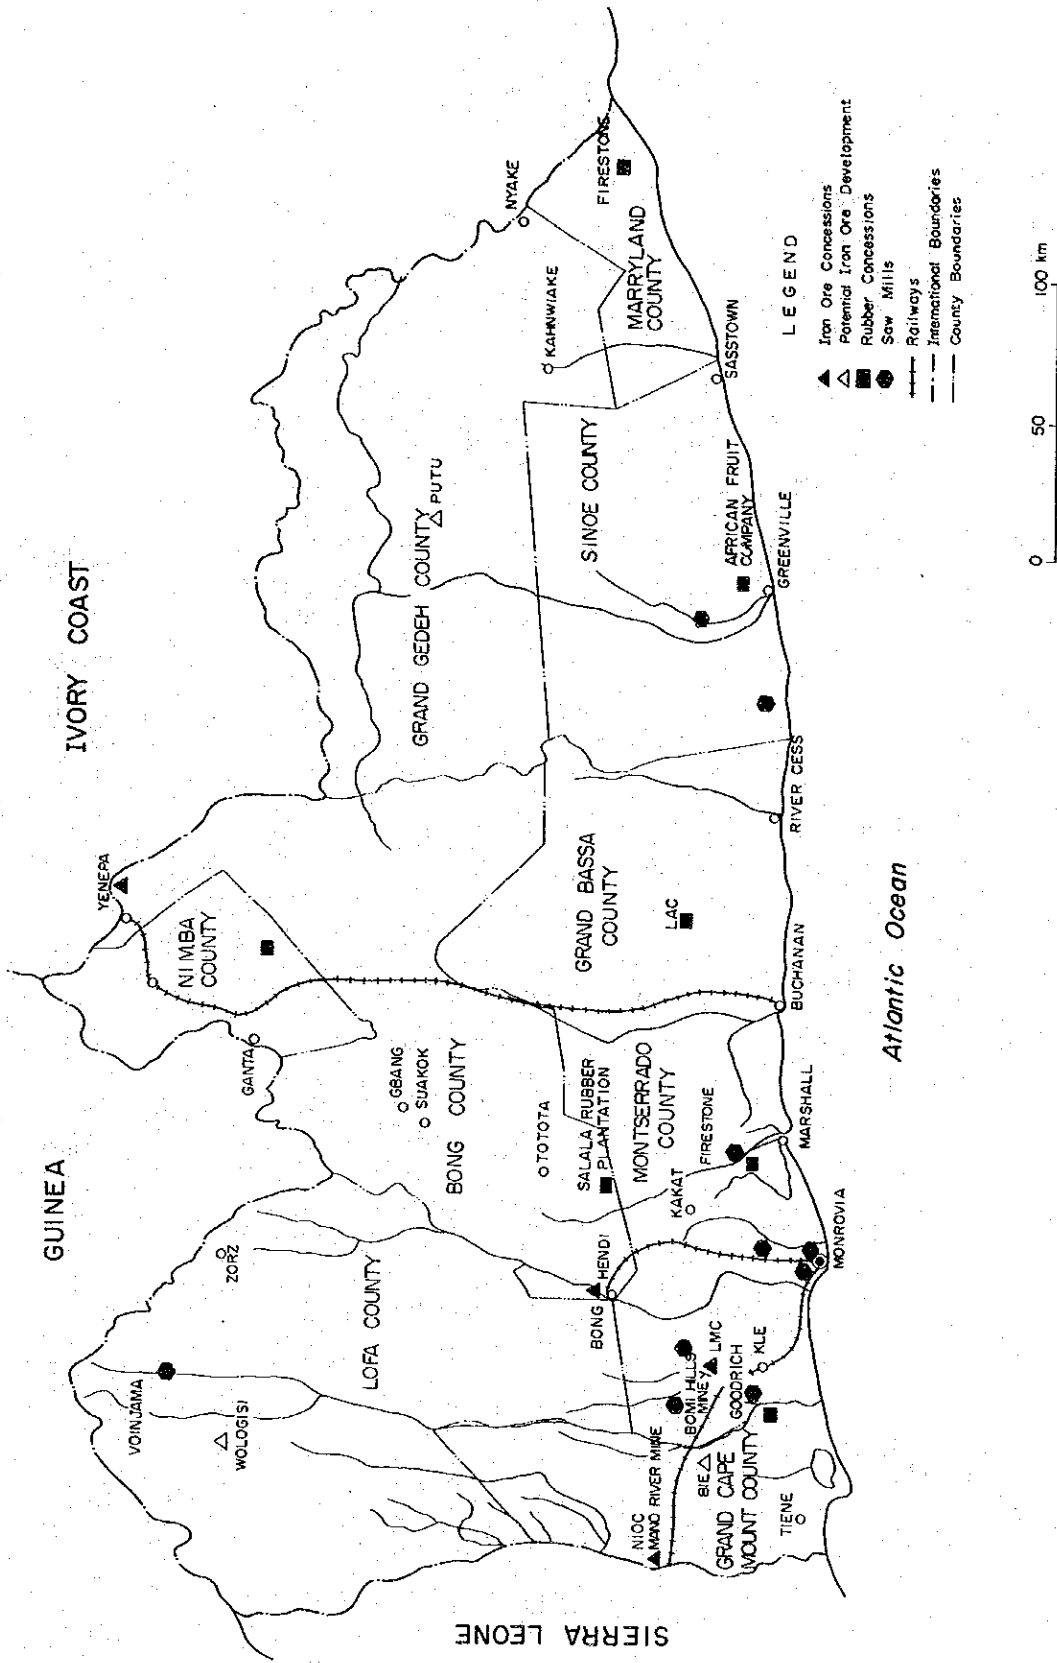 GUINEA
IVORY COAST
SIERRA LEONE
Atlantic Ocean
VOINJAMA
WOLOGISI
ZORZ
LOFA COUNTY
GANTA
YENEPA
NIMBA
COUNTY
GBANG
SUAKOK
BONG COUNTY
TOTOTA
SALALA RUBBER
PLANTATION
BONG
HENDI
NIOC
MANO RIVER MINE
BIE
GRAND CAPE
MOUNT COUNTY
TIENE
BOMI HILLS
MINEY
LMC
GOODRICH
KLE
MONROVIA
KAKAT
MONTSERRADO
COUNTY
FIRESTONE
MARSHALL
BUCHANAN
GRAND BASSA
COUNTY
LAC
RIVER CESS
GRAND GEDEH COUNTY
PUTU
SINOE COUNTY
AFRICAN FRUIT
COMPANY
GREENVILLE
KAHNWIAKE
SASSTOWN
NYAKE
MARRYLAND
COUNTY
FIRESTONS
LEGEND
Iron Ore Concessions
Potential Iron Ore Development
Rubber Concessions
Saw Mills
Railways
International Boundaries
County Boundaries
0 50 100 km